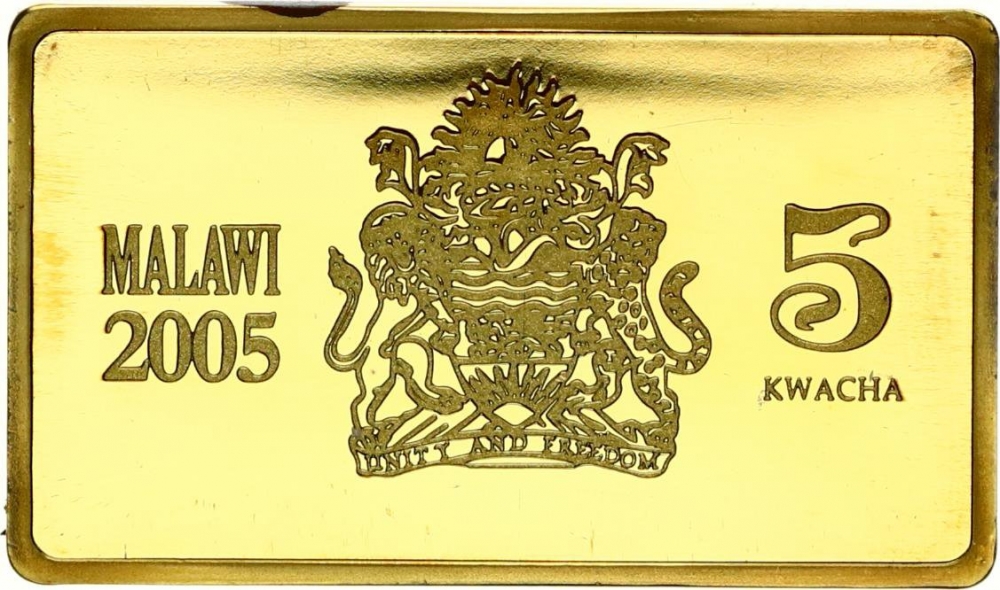 MALAWI
2005
5
KWACHA
UNITY AND FREEDOM